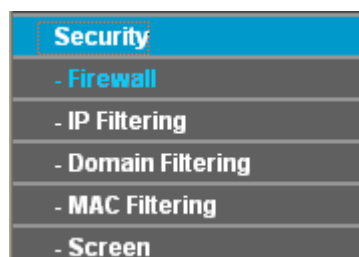 Security
- Firewall
- IP Filtering
- Domain Filtering
- MAC Filtering
- Screen